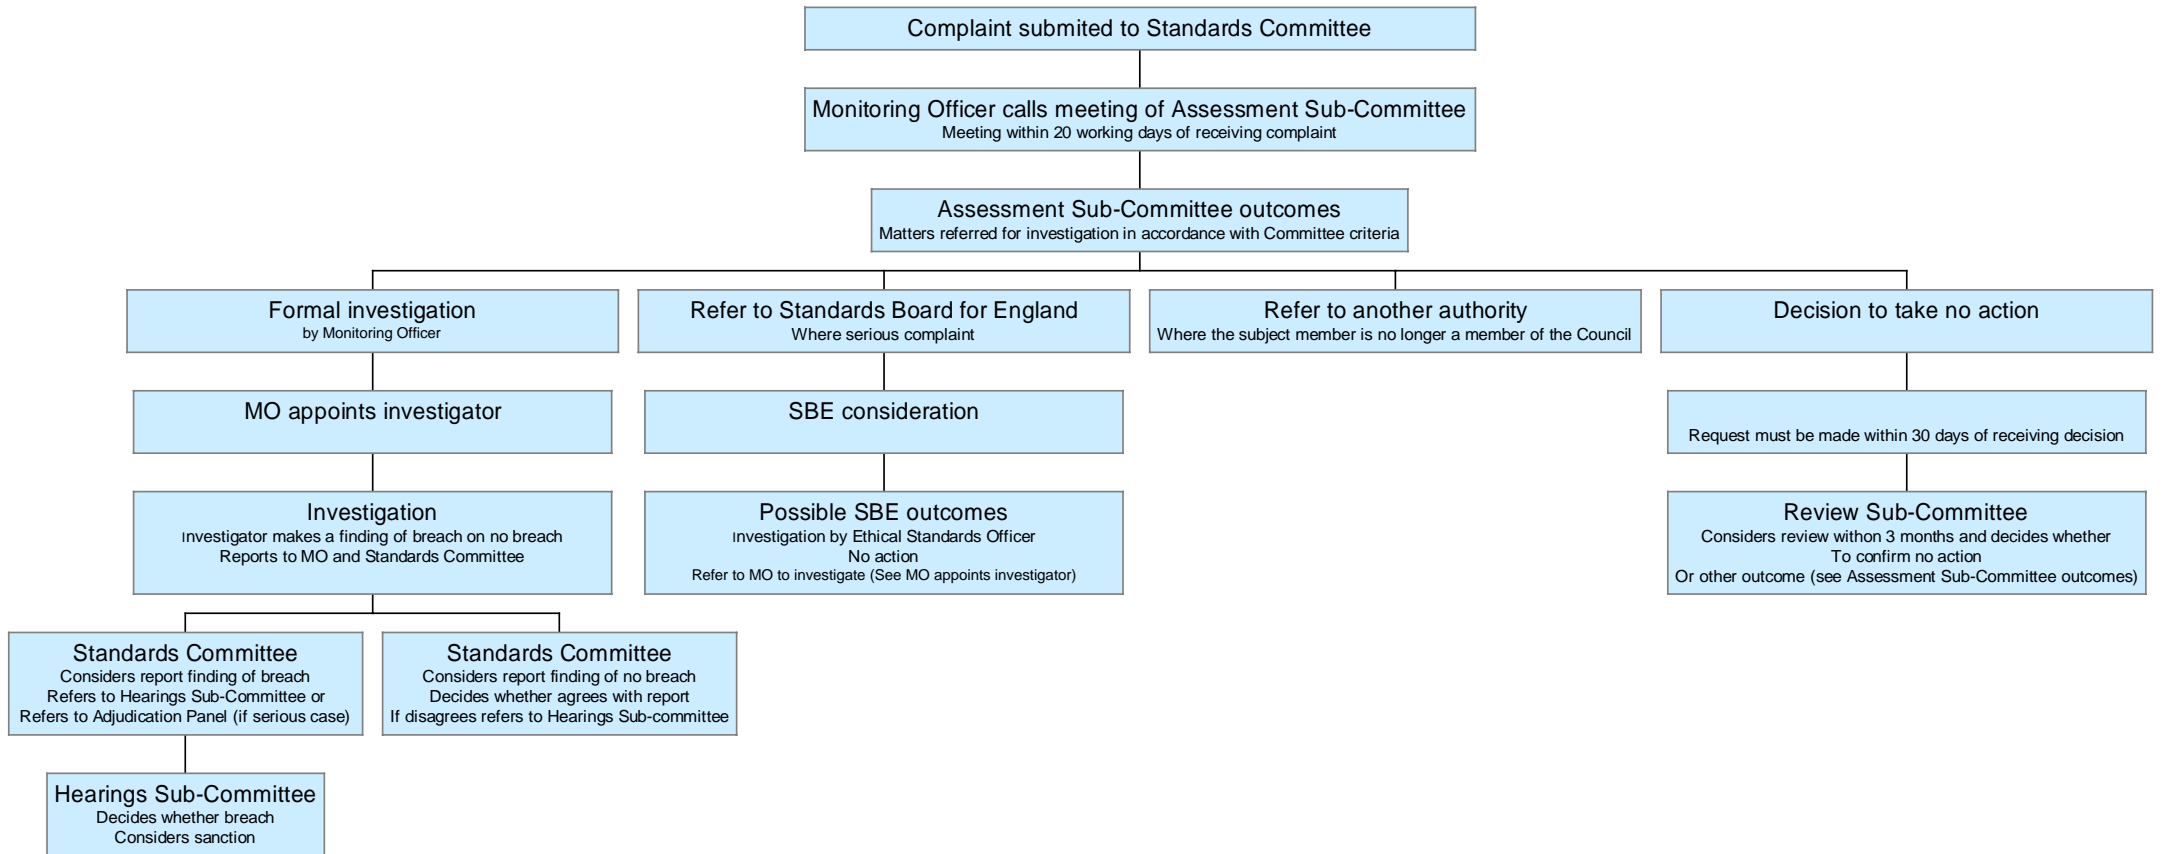 Complaint submited to Standards Committee
Monitoring Officer calls meeting of Assessment Sub-Committee
Meeting within 20 working days of receiving complaint
Assessment Sub-Committee outcomes
Matters referred for investigation in accordance with Committee criteria
Formal investigation
by Monitoring Officer
Refer to Standards Board for England
Where serious complaint
Refer to another authority
Where the subject member is no longer a member of the Council
Decision to take no action
MO appoints investigator
SBE consideration
Request must be made within 30 days of receiving decision
Investigation
Investigator makes a finding of breach on no breach
Reports to MO and Standards Committee
Possible SBE outcomes
Investigation by Ethical Standards Officer
No action
Refer to MO to investigate (See MO appoints investigator)
Review Sub-Committee
Considers review withon 3 months and decides whether
To confirm no action
Or other outcome (see Assessment Sub-Committee outcomes)
Standards Committee
Considers report finding of breach
Refers to Hearings Sub-Committee or
Refers to Adjudication Panel (if serious case)
Standards Committee
Considers report finding of no breach
Decides whether agrees with report
If disagrees refers to Hearings Sub-committee
Hearings Sub-Committee
Decides whether breach
Considers sanction